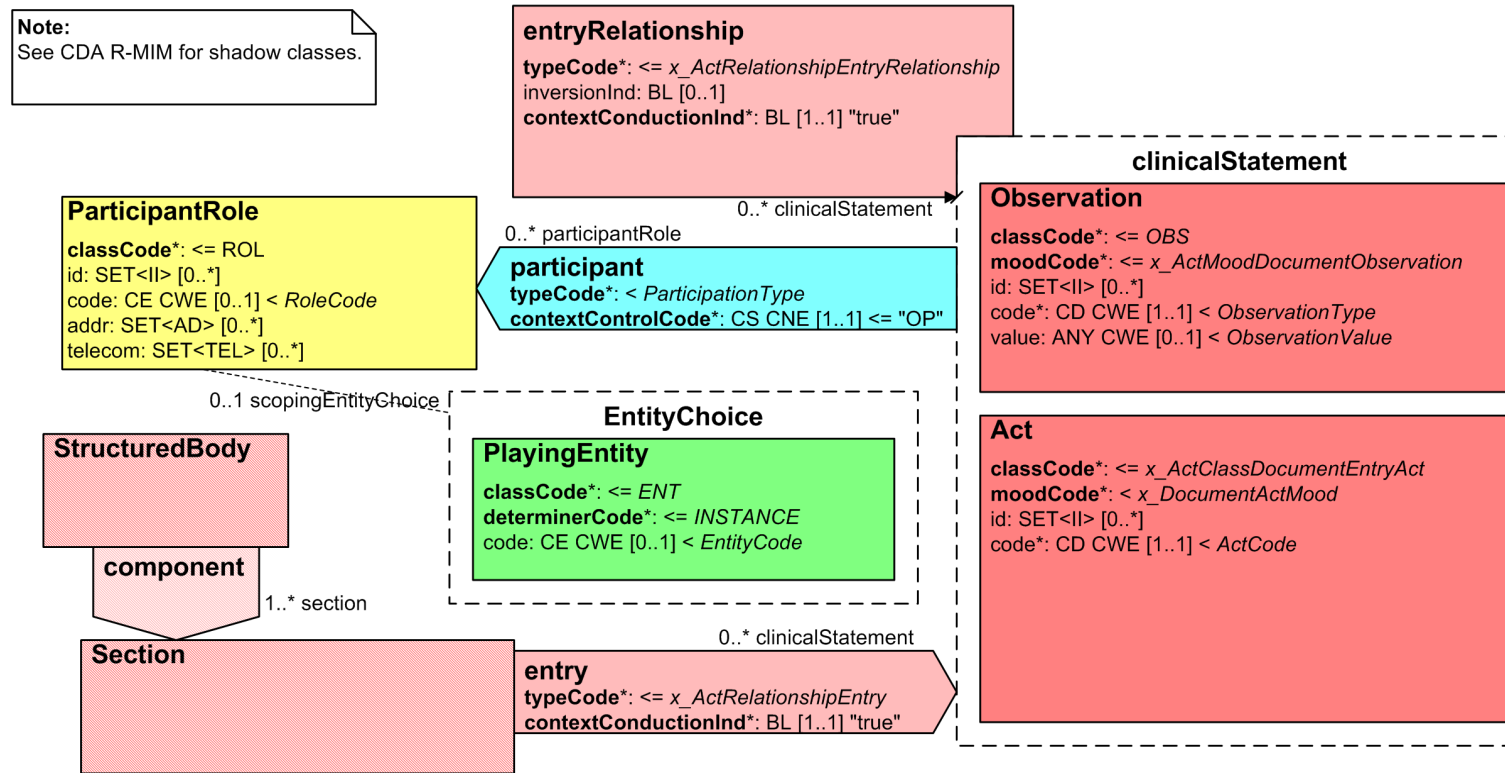 Note:
See CDA R-MIM for shadow classes.
entryRelationship
typeCode*: <= x_ActRelationshipEntryRelationship
inversionInd: BL [0..1]
contextConductionInd*: BL [1..1] "true"
0..* clinicalStatement
clinicalStatement
Observation
classCode*: <= OBS
moodCode*: <= x_ActMoodDocumentObservation
id: SET<II> [0..*]
code*: CD CWE [1..1] < ObservationType
value: ANY CWE [0..1] < ObservationValue
Act
classCode*: <= x_ActClassDocumentEntryAct
moodCode*: < x_DocumentActMood
id: SET<II> [0..*]
code*: CD CWE [1..1] < ActCode
ParticipantRole
classCode*: <= ROL
id: SET<II> [0..*]
code: CE CWE [0..1] < RoleCode
addr: SET<AD> [0..*]
telecom: SET<TEL> [0..*]
0..* participantRole
participant
typeCode*: < ParticipationType
contextControlCode*: CS CNE [1..1] <= "OP"
0..1 scopingEntityChoice
EntityChoice
PlayingEntity
classCode*: <= ENT
determinerCode*: <= INSTANCE
code: CE CWE [0..1] < EntityCode
StructuredBody
component
1..* section
Section
0..* clinicalStatement
entry
typeCode*: <= x_ActRelationshipEntry
contextConductionInd*: BL [1..1] "true"